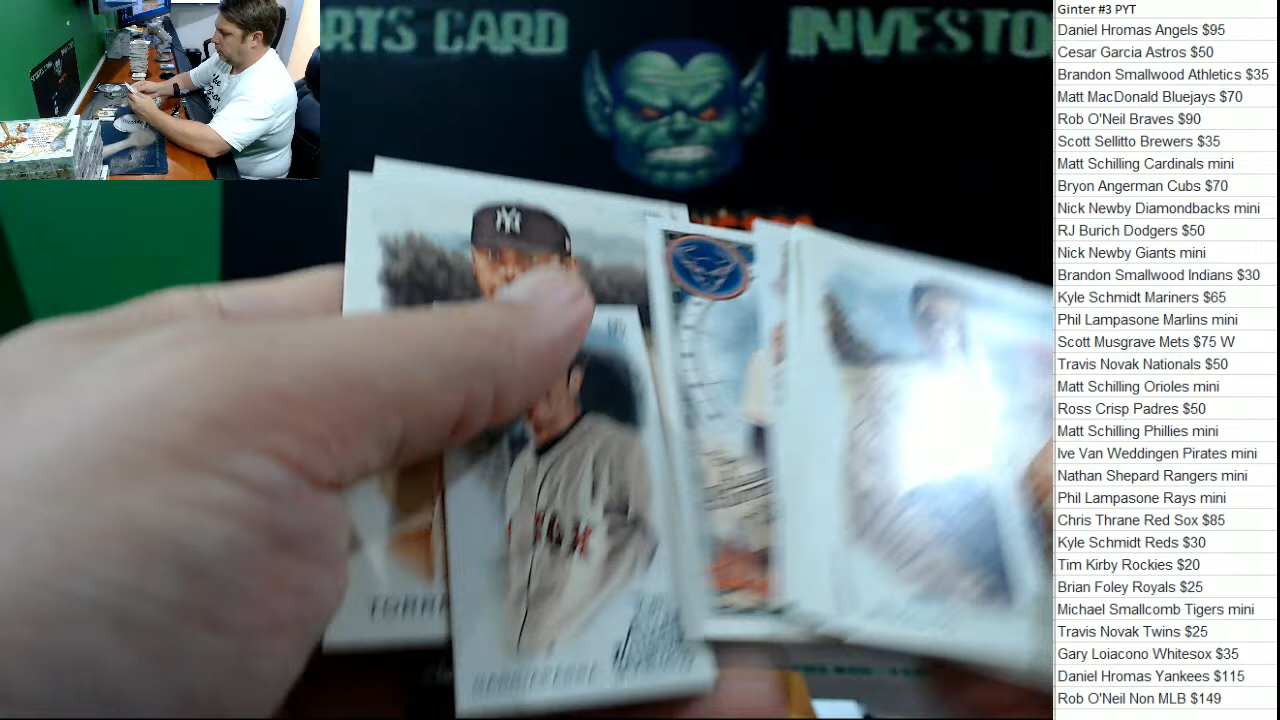 RTS CARD
INVESTO
Ginter #3 PYT
Daniel Hromas Angels $95
Cesar Garcia Astros $50
Brandon Smallwood Athletics $35
Matt MacDonald Bluejays $70
Rob O'Neil Braves $90
Scott Sellitto Brewers $35
Matt Schilling Cardinals mini
Bryon Angerman Cubs $70
Nick Newby Diamondbacks mini
RJ Burich Dodgers $50
Nick Newby Giants mini
Brandon Smallwood Indians $30
Kyle Schmidt Mariners $65
Phil Lampasone Marlins mini
Scott Musgrave Mets $75 W
Travis Novak Nationals $50
Matt Schilling Orioles mini
Ross Crisp Padres $50
Matt Schilling Phillies mini
Ive Van Weddingen Pirates mini
Nathan Shepard Rangers mini
Phil Lampasone Rays mini
Chris Thrane Red Sox $85
Kyle Schmidt Reds $30
Tim Kirby Rockies $20
Brian Foley Royals $25
Michael Smallcomb Tigers mini
Travis Novak Twins $25
Gary Loiacono Whitesox $35
Daniel Hromas Yankees $115
Rob O'Neil Non MLB $149